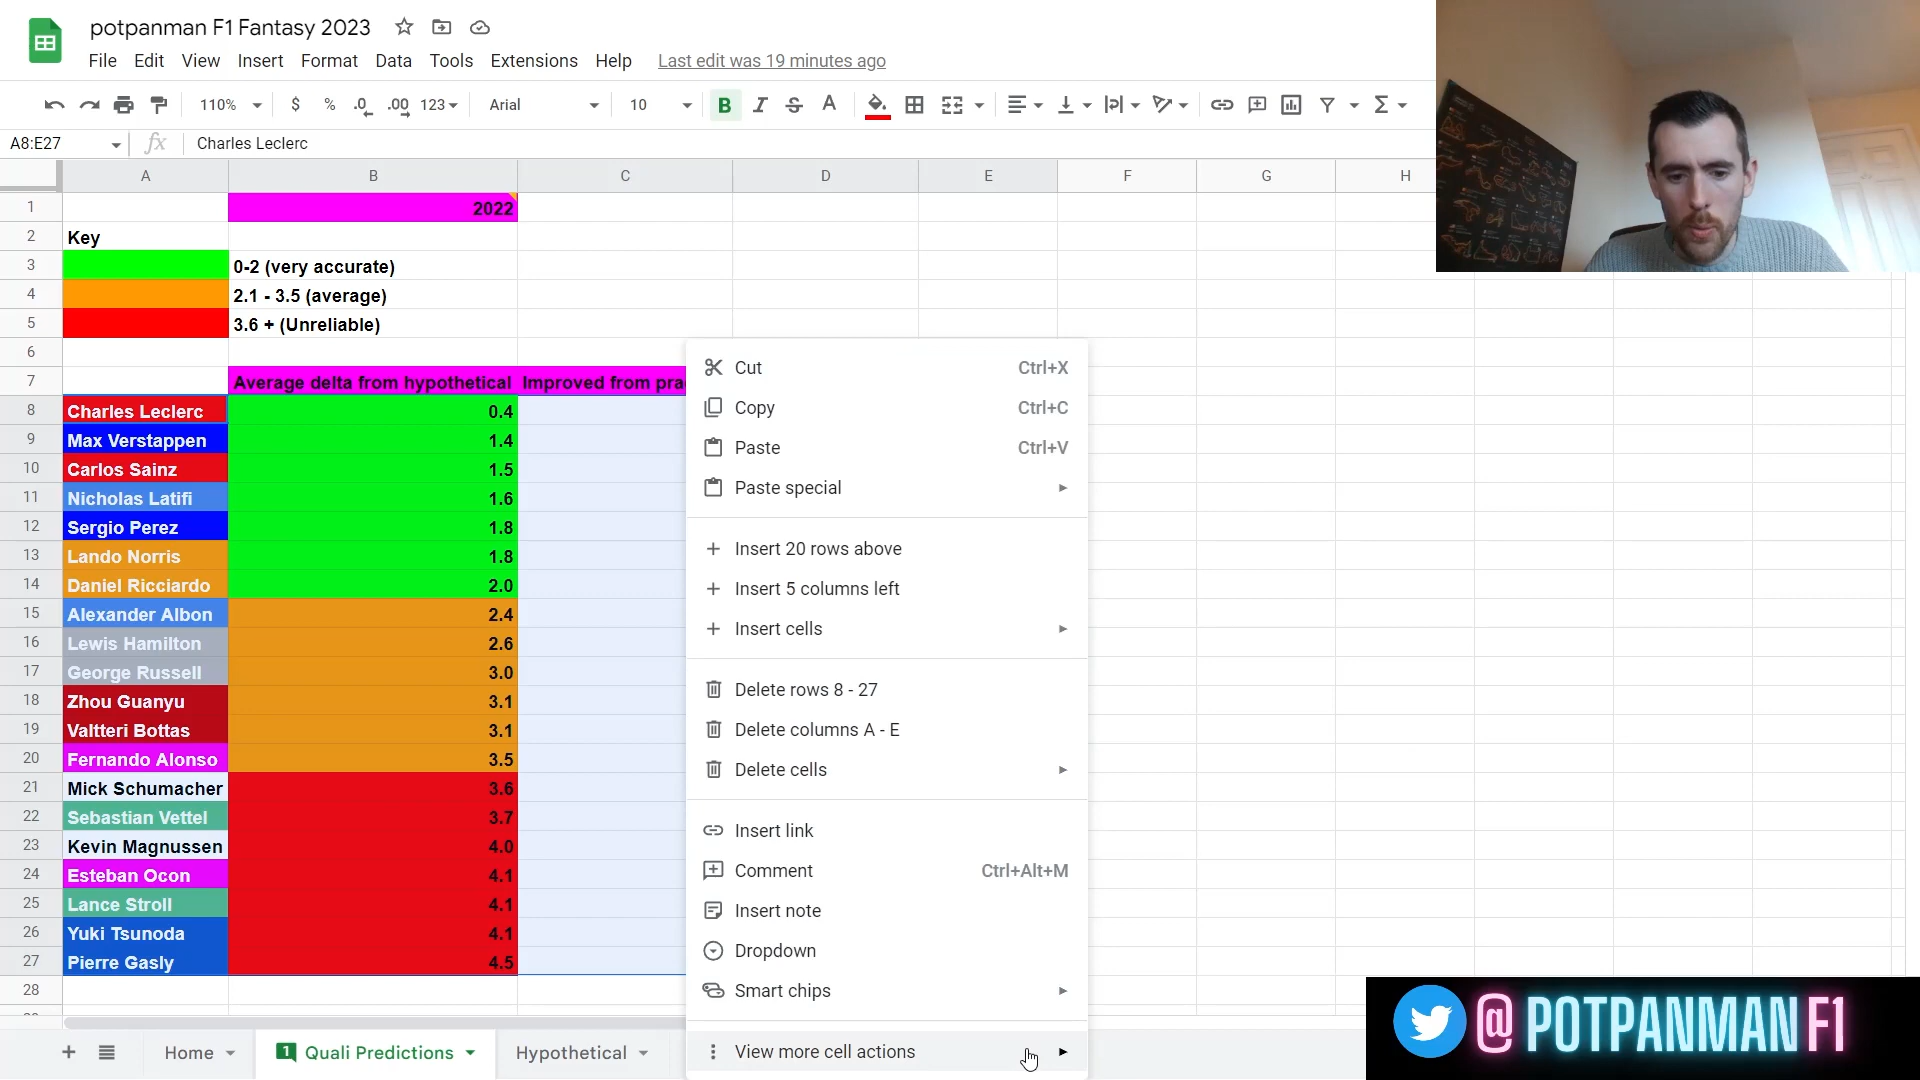 potpanman F1 Fantasy 2023
File Edit View Insert Format Data Tools Extensions Help Last edit was 19 minutes ago
110% $ % .0 .00 123 Arial 10 B I S A
A8:E27 fx Charles Leclerc
A B C D E F G H
1 2022
2 Key
3 0-2 (very accurate)
4 2.1 - 3.5 (average)
5 3.6 + (Unreliable)
6
7 Average delta from hypothetical Improved from pra
8 Charles Leclerc 0.4
9 Max Verstappen 1.4
10 Carlos Sainz 1.5
11 Nicholas Latifi 1.6
12 Sergio Perez 1.8
13 Lando Norris 1.8
14 Daniel Ricciardo 2.0
15 Alexander Albon 2.4
16 Lewis Hamilton 2.6
17 George Russell 3.0
18 Zhou Guanyu 3.1
19 Valtteri Bottas 3.1
20 Fernando Alonso 3.5
21 Mick Schumacher 3.6
22 Sebastian Vettel 3.7
23 Kevin Magnussen 4.0
24 Esteban Ocon 4.1
25 Lance Stroll 4.1
26 Yuki Tsunoda 4.1
27 Pierre Gasly 4.5
28
Cut Ctrl+X
Copy Ctrl+C
Paste Ctrl+V
Paste special
Insert 20 rows above
Insert 5 columns left
Insert cells
Delete rows 8 - 27
Delete columns A - E
Delete cells
Insert link
Comment Ctrl+Alt+M
Insert note
Dropdown
Smart chips
View more cell actions
Home 1 Quali Predictions Hypothetical
@POTPANMAN F1